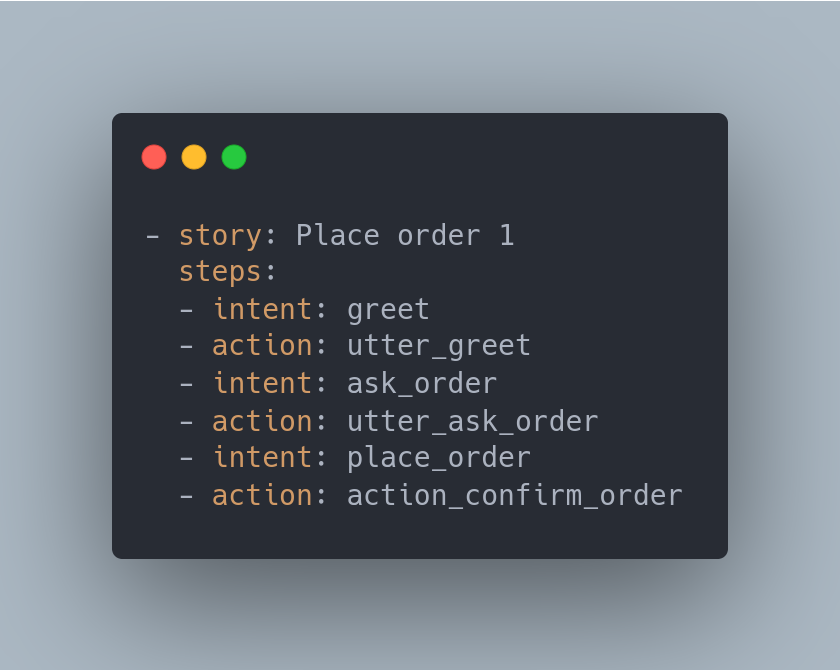 - story: Place order 1
  steps:
  - intent: greet
  - action: utter_greet
  - intent: ask_order
  - action: utter_ask_order
  - intent: place_order
  - action: action_confirm_order